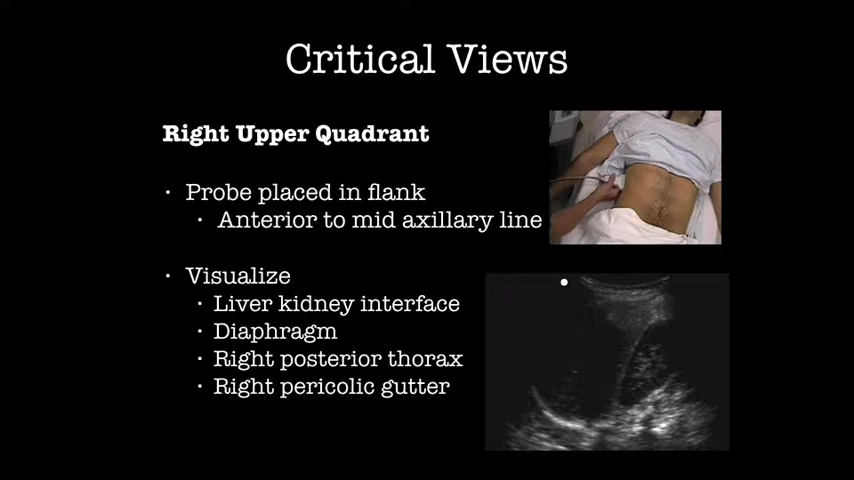 Critical Views
Right Upper Quadrant
· Probe placed in flank
· Anterior to mid axillary line
· Visualize
· Liver kidney interface
· Diaphragm
· Right posterior thorax
· Right pericolic gutter